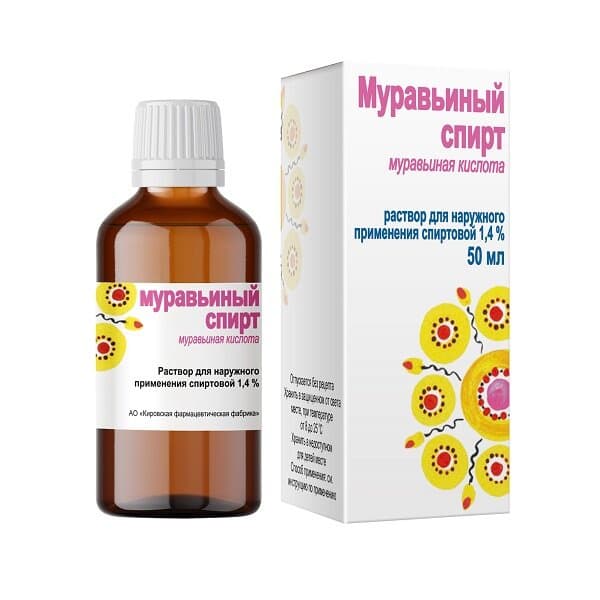 муравьиный
спирт
муравьиная кислота
Раствор для наружного
применения спиртовой 1,4 %
АО «Кировская фармацевтическая фабрика»
Муравьиный
спирт
муравьиная кислота
раствор для наружного
применения спиртовой 1,4 %
50 мл
Отпускается без рецепта
Хранить в защищенном от света
месте, при температуре
от 8 до 25 °C
Хранить в недоступном
для детей месте
Способ применения: см.
инструкцию по применению